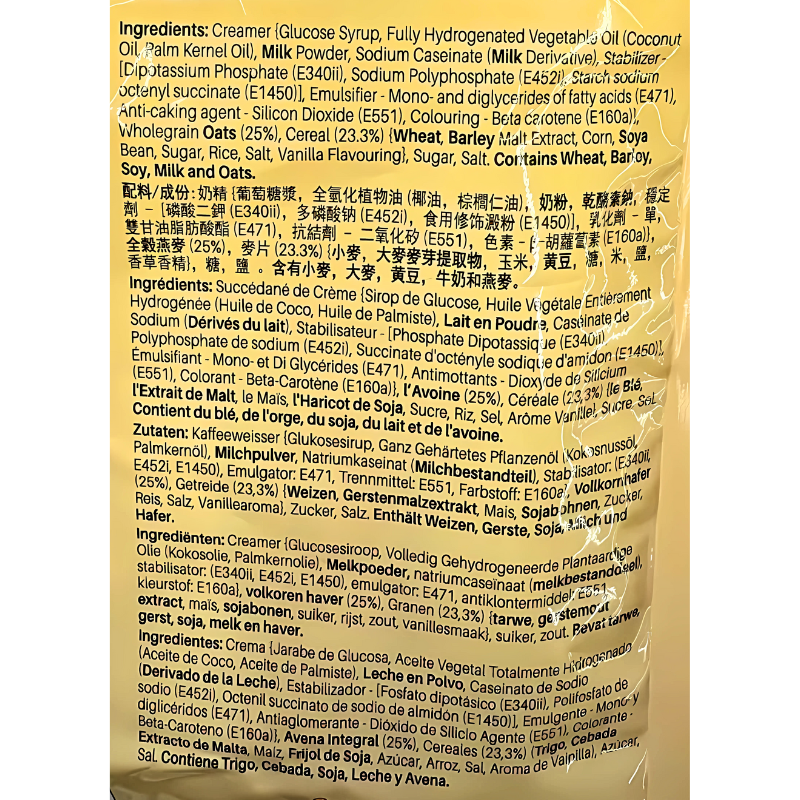 Ingredients: Creamer {Glucose Syrup, Fully Hydrogenated Vegetable Oil (Coconut
Oil, Palm Kernel Oil), Milk Powder, Sodium Caseinate (Milk Derivative), Stabilizer -
[Dipotassium Phosphate (E340ii), Sodium Polyphosphate (E452i), Starch sodium
octenyl succinate (E1450)], Emulsifier - Mono- and diglycerides of fatty acids (E471),
Anti-caking agent - Silicon Dioxide (E551), Colouring - Beta carotene (E160a)},
Wholegrain Oats (25%), Cereal (23.3%) {Wheat, Barley Malt Extract, Corn, Soya
Bean, Sugar, Rice, Salt, Vanilla Flavouring}, Sugar, Salt. Contains Wheat, Barley,
Soy, Milk and Oats.
配料/成份: 奶精 {葡萄糖漿, 全氫化植物油 (椰油, 棕櫚仁油), 奶粉, 乾酪素鈉, 穩定
劑 - [磷酸二鉀 (E340ii), 多磷酸钠 (E452i), 食用修饰澱粉 (E1450)], 乳化劑 - 單,
雙甘油脂肪酸酯 (E471), 抗結劑 - 二氧化矽 (E551), 色素 - β-胡蘿蔔素 (E160a)},
全穀燕麥 (25%), 麥片 (23.3%) {小麥, 大麥麥芽提取物, 玉米, 黄豆, 糖, 米, 鹽,
香草香精}, 糖, 鹽 。含有小麥, 大麥, 黄豆, 牛奶和燕麥。
Ingrédients: Succédané de Crème {Sirop de Glucose, Huile Végétale Entièrement
Hydrogénée (Huile de Coco, Huile de Palmiste), Lait en Poudre, Caséinate de
Sodium (Dérivés du lait), Stabilisateur - [Phosphate Dipotassique (E340ii)
Polyphosphate de sodium (E452i), Succinate d'octényle sodique d'amidon (E1450)],
Émulsifiant - Mono- et Di Glycérides (E471), Antimottants - Dioxyde de Silicium
(E551), Colorant - Beta-Carotène (E160a)}, l'Avoine (25%), Céréale (23,3%) {le Blé,
l'Extrait de Malt, le Maïs, l'Haricot de Soja, Sucre, Riz, Sel, Arôme Vanille}, Sucre, Sel.
Contient du blé, de l'orge, du soja, du lait et de l'avoine.
Zutaten: Kaffeeweisser {Glukosesirup, Ganz Gehärtetes Pflanzenöl (Kokosnussöl,
Palmkernöl), Milchpulver, Natriumkaseinat (Milchbestandteil), Stabilisator: (E340ii,
E452i, E1450), Emulgator: E471, Trennmittel: E551, Farbstoff: E160a}, Vollkornhafer
(25%), Getreide (23,3%) {Weizen, Gerstenmalzextrakt, Mais, Sojabohnen, Zucker,
Reis, Salz, Vanillearoma}, Zucker, Salz. Enthält Weizen, Gerste, Soja, Milch und
Hafer.
Ingrediënten: Creamer {Glucosesiroop, Volledig Gehydrogeneerde Plantaardige
Olie (Kokosolie, Palmkernolie), Melkpoeder, natriumcaseïnaat (melkbestanddeel),
stabilisator: (E340ii, E452i, E1450), emulgator: E471, antiklontermiddel: E551,
kleurstof: E160a}, volkoren haver (25%), Granen (23,3%) {tarwe, gerstemout
extract, maïs, sojabonen, suiker, rijst, zout, vanillesmaak}, suiker, zout. Bevat tarwe,
gerst, soja, melk en haver.
Ingredientes: Crema {Jarabe de Glucosa, Aceite Vegetal Totalmente Hidrogenado
(Aceite de Coco, Aceite de Palmiste), Leche en Polvo, Caseinato de Sodio
(Derivado de la Leche), Estabilizador - [Fosfato dipotásico (E340ii), Polifosfato de
sodio (E452i), Octenil succinato de sodio de almidón (E1450)], Emulgente - Mono- y
diglicéridos (E471), Antiaglomerante - Dióxido de Silicio Agente (E551), Colorante -
Beta-Caroteno (E160a)}, Avena Integral (25%), Cereales (23,3%) {Trigo, Cebada
Extracto de Malta, Maíz, Frijol de Soja, Azúcar, Arroz, Sal, Aroma de Vainilla}, Azúcar,
Sal. Contiene Trigo, Cebada, Soja, Leche y Avena.